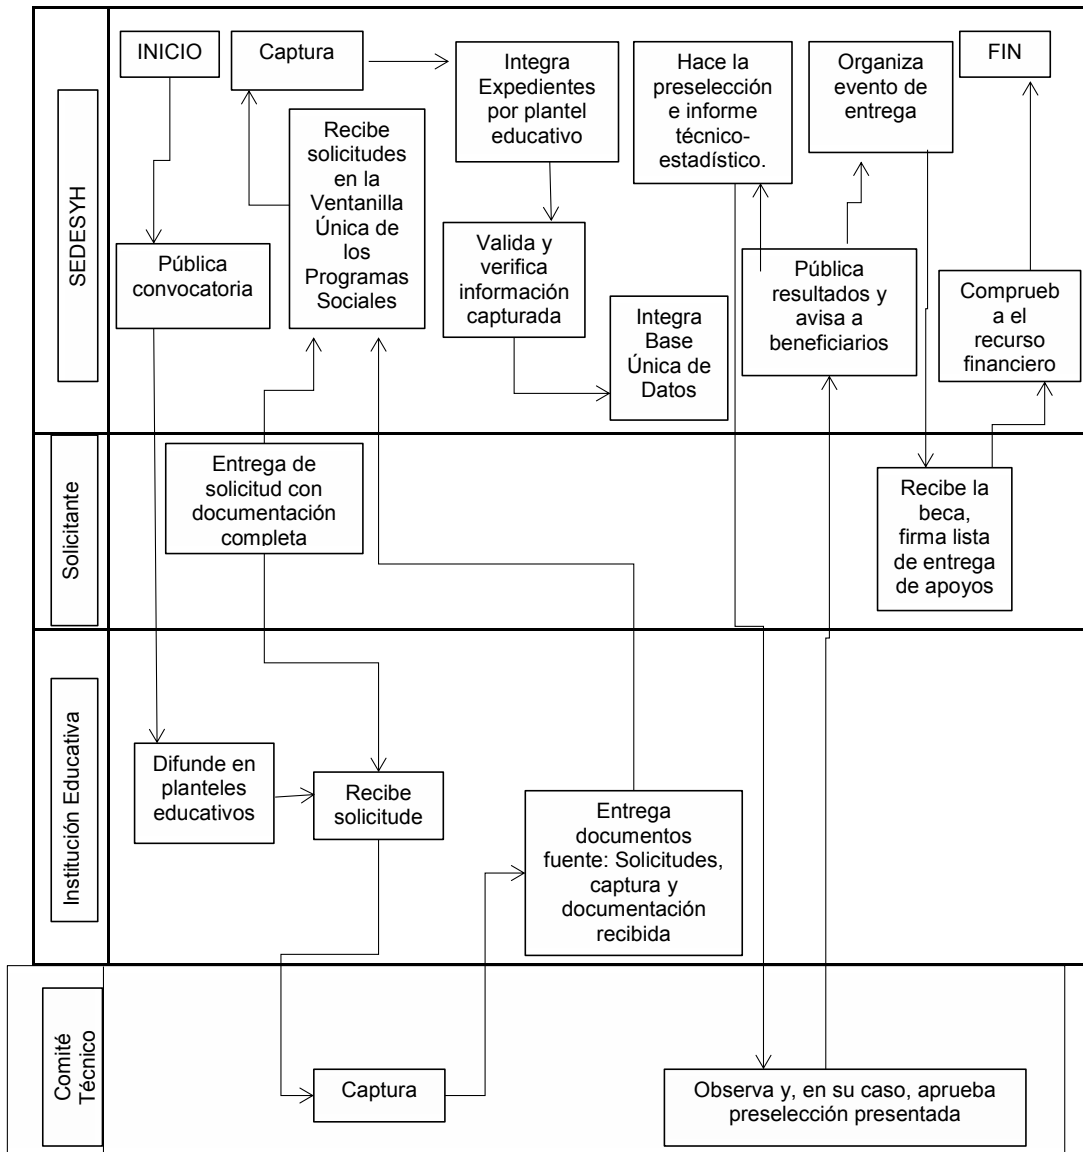 SEDESYH
INICIO
Captura
Integra
Expedientes
por plantel
educativo
Hace la
preselección
e informe
técnico-
estadístico.
Organiza
evento de
entrega
FIN
Recibe
solicitudes
en la
Ventanilla
Única de
los
Programas
Sociales
Pública
convocatoria
Valida y
verifica
información
capturada
Integra
Base
Única de
Datos
Pública
resultados y
avisa a
beneficiarios
Comprueb
a el
recurso
financiero
Solicitante
Entrega de
solicitud con
documentación
completa
Recibe la
beca,
firma lista
de entrega
de apoyos
Institución Educativa
Difunde en
planteles
educativos
Recibe
solicitude
Entrega
documentos
fuente: Solicitudes,
captura y
documentación
recibida
Comité
Técnico
Captura
Observa y, en su caso, aprueba
preselección presentada